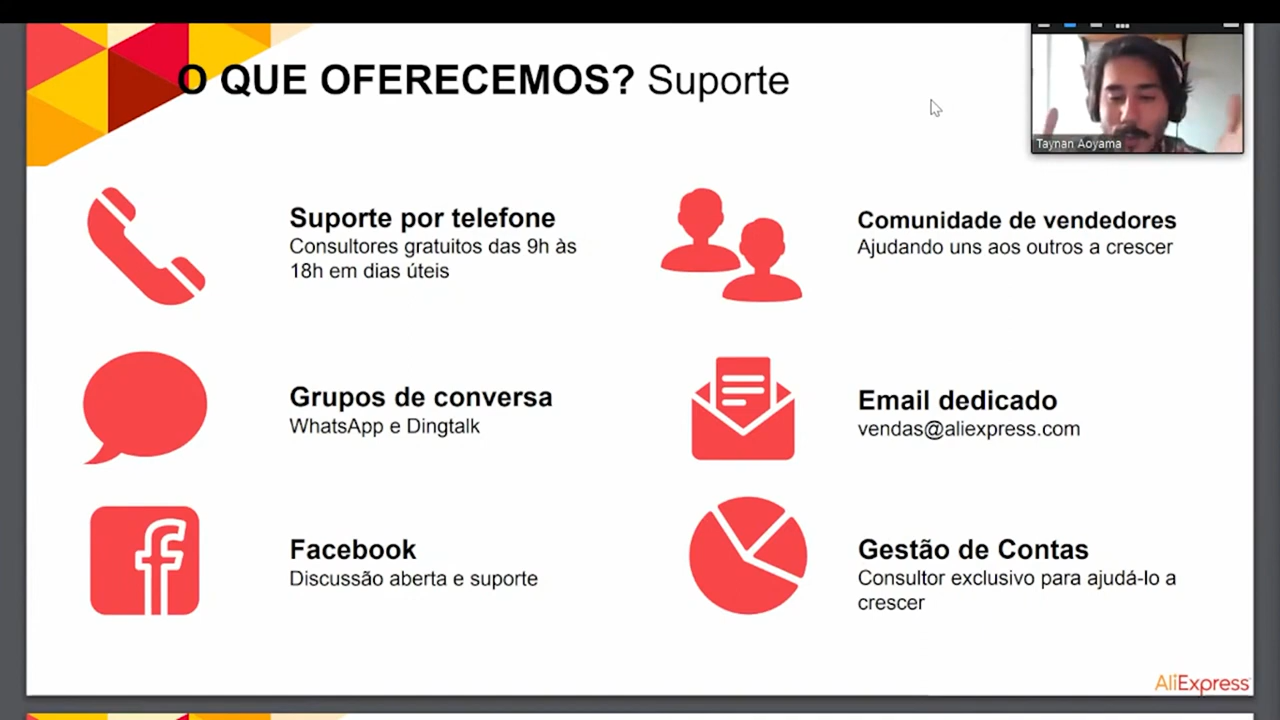 O QUE OFERECEMOS? Suporte
Taynan Aoyama
Suporte por telefone
Consultores gratuitos das 9h às
18h em dias úteis
Comunidade de vendedores
Ajudando uns aos outros a crescer
Grupos de conversa
WhatsApp e Dingtalk
Email dedicado
vendas@aliexpress.com
Facebook
Discussão aberta e suporte
Gestão de Contas
Consultor exclusivo para ajudá-lo a
crescer
AliExpress